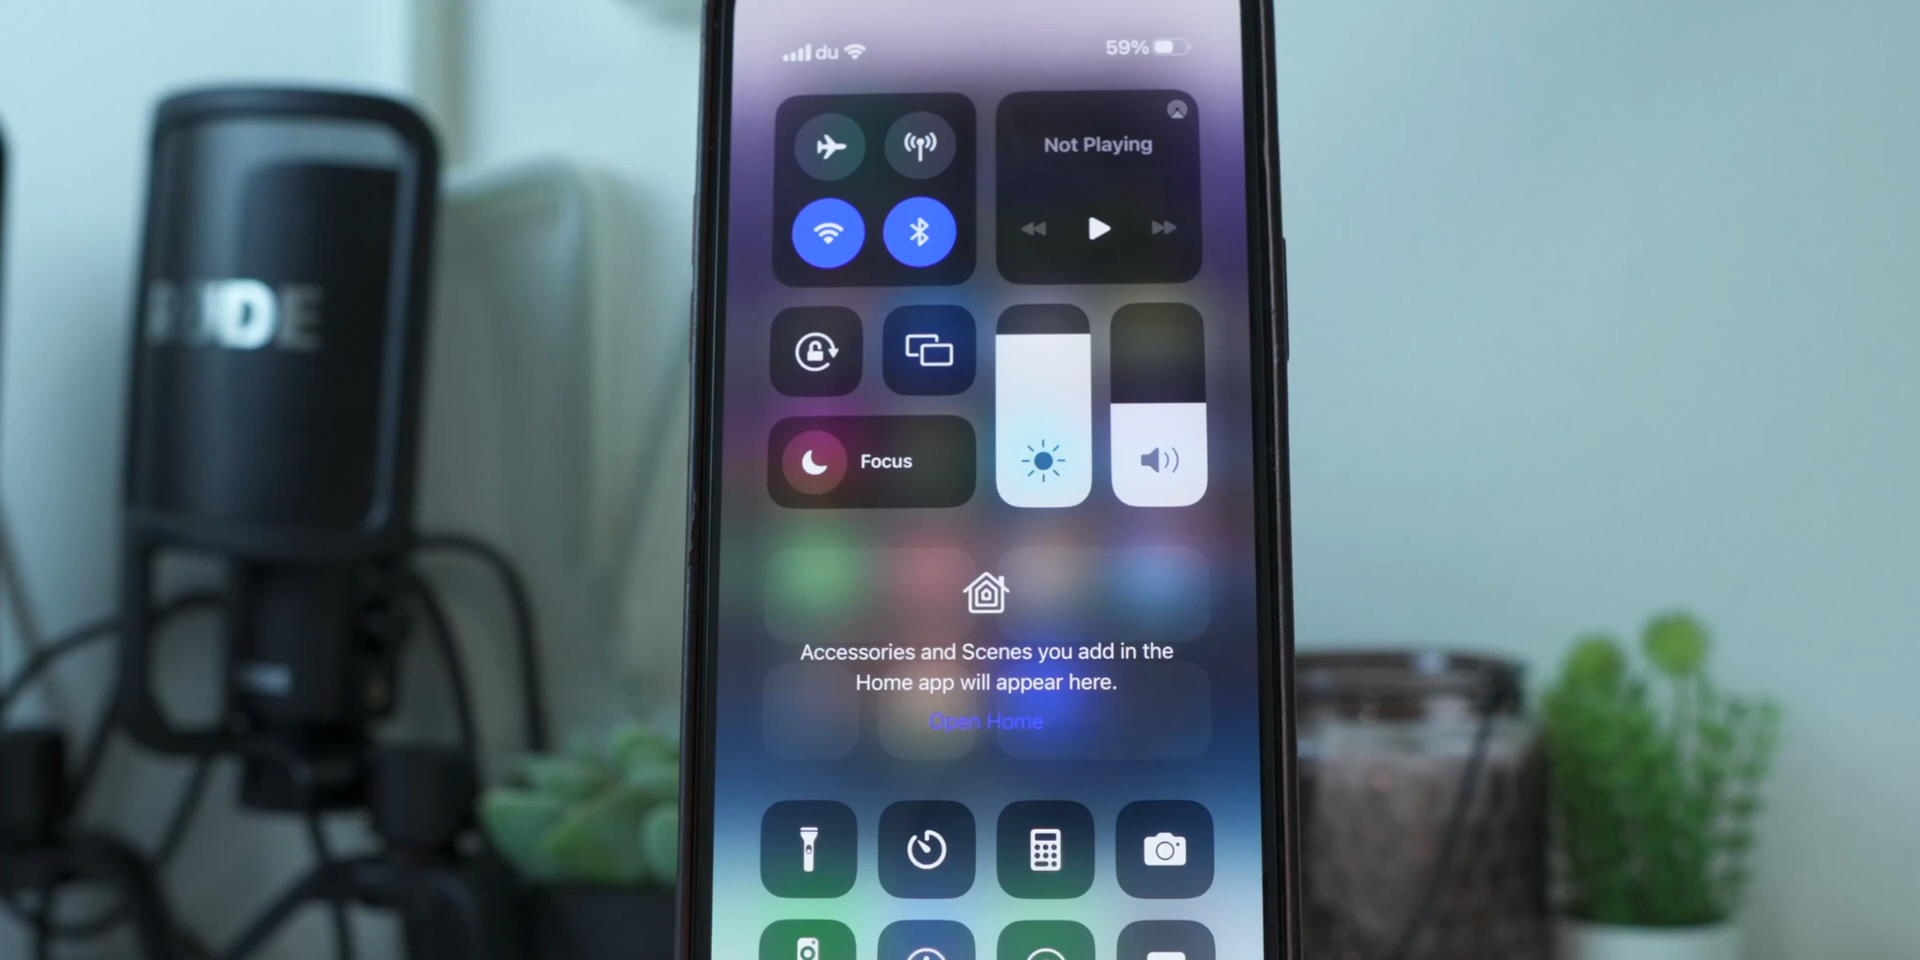 du
59%
Not Playing
Focus
Accessories and Scenes you add in the
Home app will appear here.
Open Home
RØDE